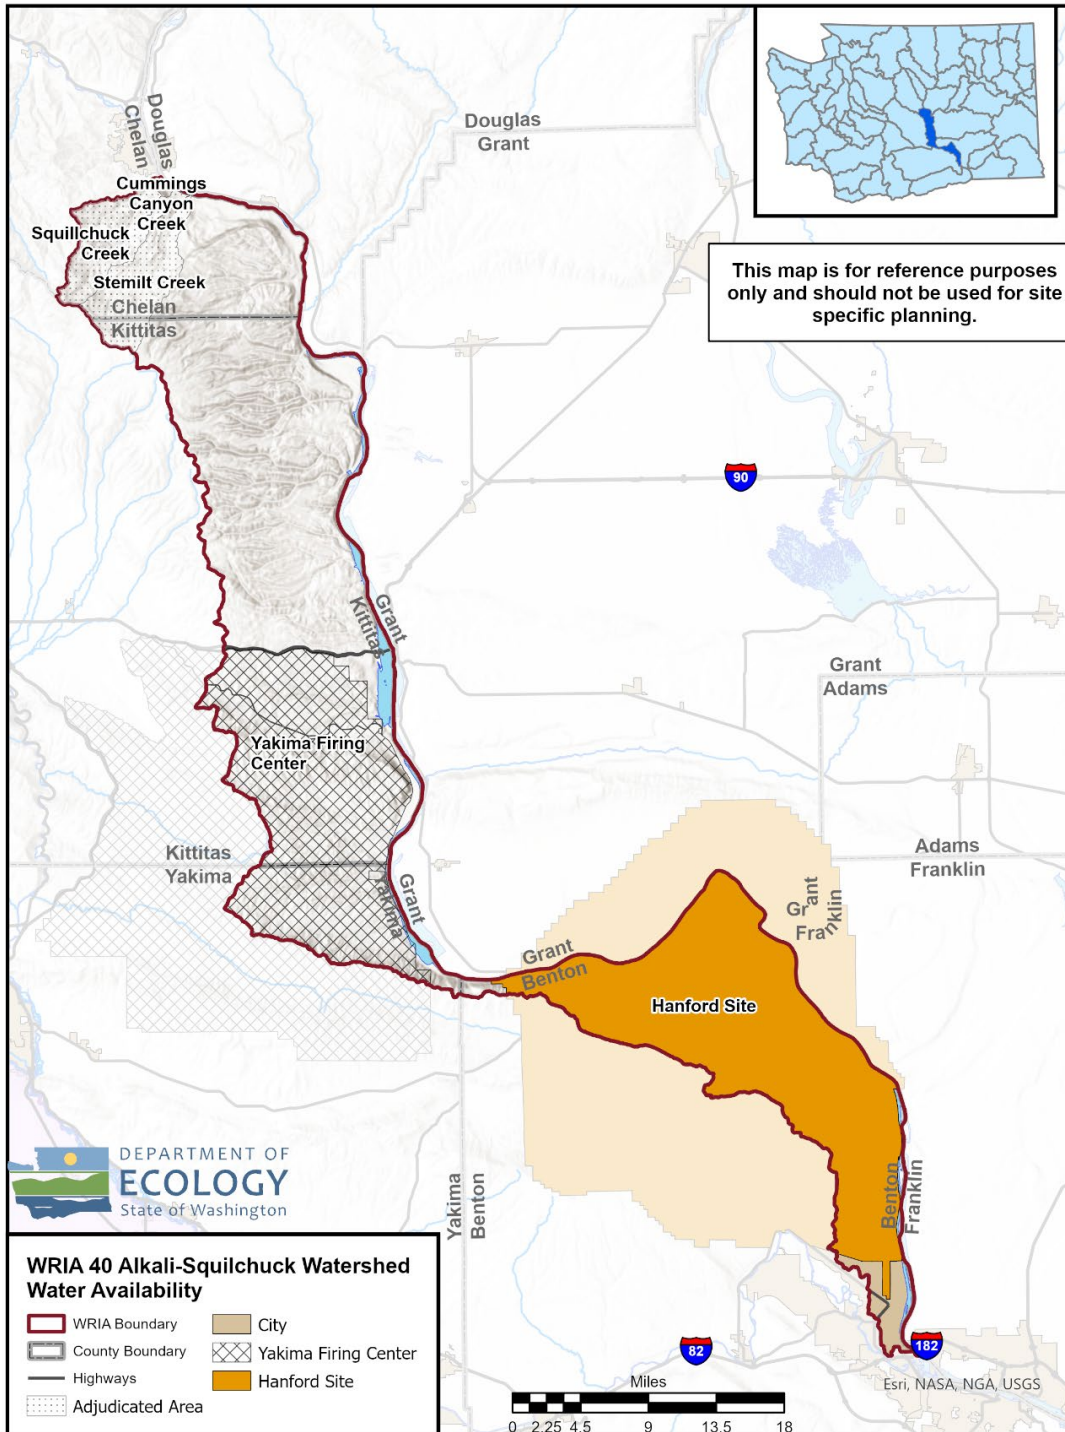 Douglas
Chelan
Douglas
Grant
Cummings
Canyon
Creek
Squillchuck
Creek
Stemilt Creek
Chelan
Kittitas
This map is for reference purposes
only and should not be used for site
specific planning.
90
Grant
Kittitas
Grant
Adams
Yakima Firing
Center
Kittitas
Yakima
Grant
Yakima
Adams
Franklin
Grant
Franklin
Grant
Benton
Hanford Site
Benton
Franklin
Yakima
Benton
DEPARTMENT OF
ECOLOGY
State of Washington
WRIA 40 Alkali-Squilchuck Watershed
Water Availability
WRIA Boundary
County Boundary
Highways
Adjudicated Area
City
Yakima Firing Center
Hanford Site
82
182
Esri, NASA, NGA, USGS
Miles
0 2.25 4.5 9 13.5 18